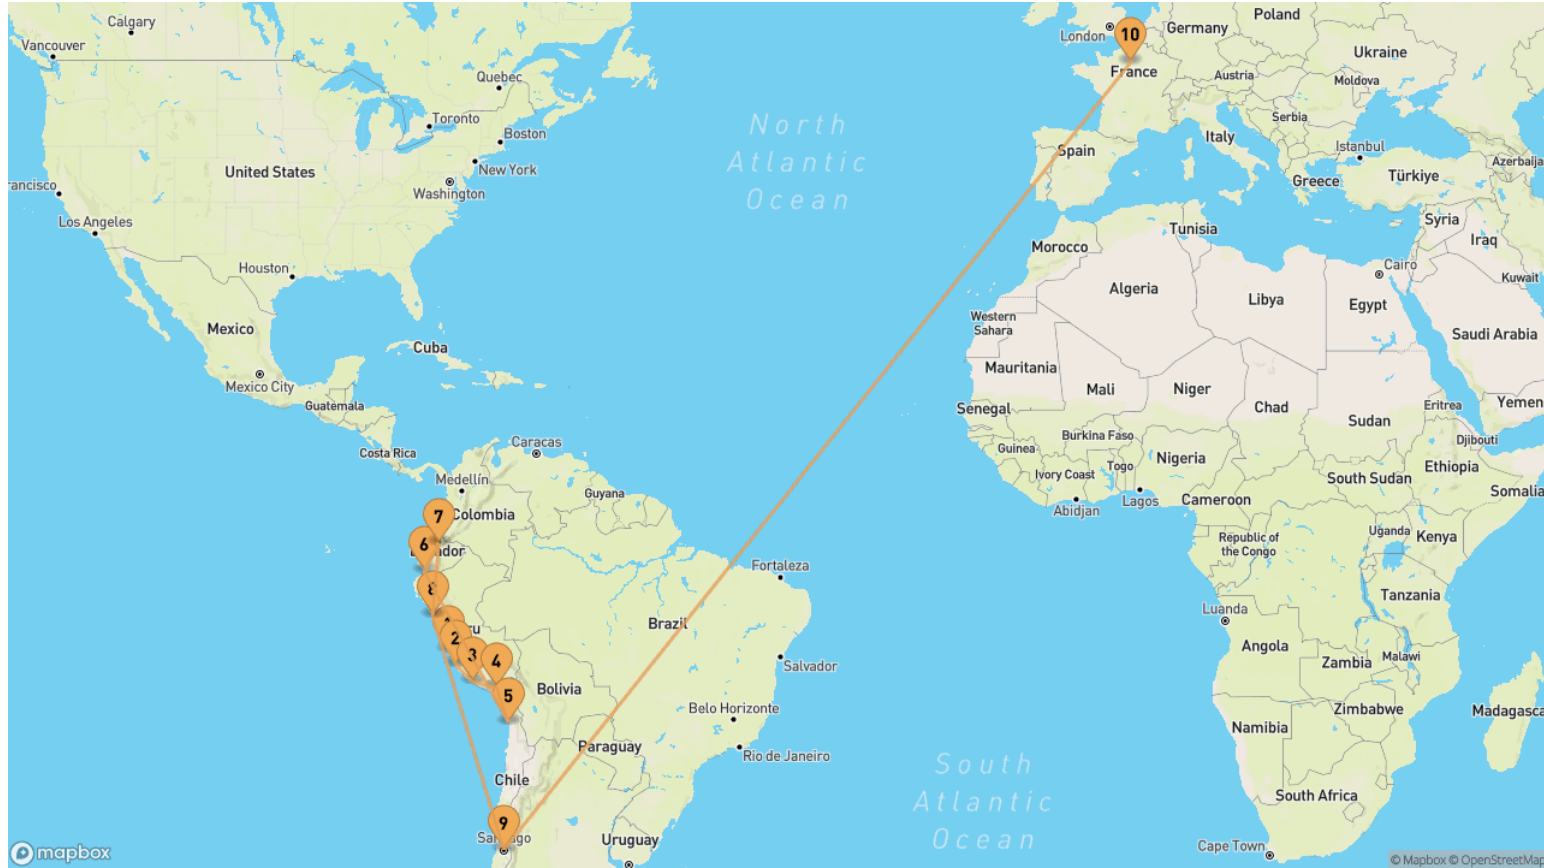 Calgary
Vancouver
Quebec
Toronto
Boston
New York
United States
Washington
rancisco
Los Angeles
Houston
Mexico
Cuba
Mexico City
Guatemala
Costa Rica
Caracas
Medellín
Guyana
Colombia
North
Atlantic
Ocean
London
10
Germany
Poland
France
Ukraine
Austria
Moldova
Serbia
Italy
Spain
Istanbul
Greece
Türkiye
Azerbaija
Syria
Tunisia
Morocco
Iraq
Cairo
Kuwait
Algeria
Libya
Egypt
Western
Sahara
Saudi Arabia
Mauritania
Mali
Niger
Chad
Sudan
Eritrea
Yemen
Senegal
Burkina Faso
Guinea
Djibouti
Ivory Coast
Togo
Nigeria
South Sudan
Ethiopia
Abidjan
Lagos
Cameroon
Somalia
Republic of
the Congo
Uganda
Kenya
Tanzania
Luanda
Angola
Malawi
Zambia
Zimbabwe
Madagasca
Namibia
South Africa
Cape Town
7
6
8
1
2
3
4
5
9
Fortaleza
Brazil
Salvador
Bolivia
Belo Horizonte
Rio de Janeiro
Paraguay
Chile
Uruguay
South
Atlantic
Ocean
mapbox
© Mapbox © OpenStreetMap